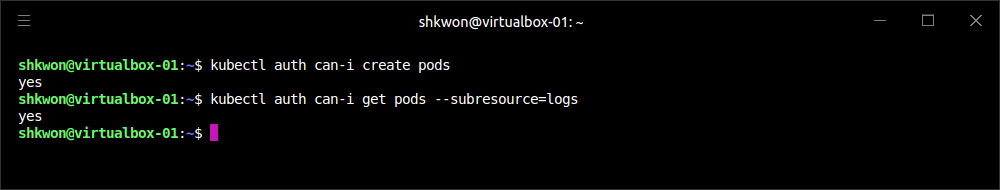 shkwon@virtualbox-01: ~
shkwon@virtualbox-01:~$ kubectl auth can-i create pods
yes
shkwon@virtualbox-01:~$ kubectl auth can-i get pods --subresource=logs
yes
shkwon@virtualbox-01:~$